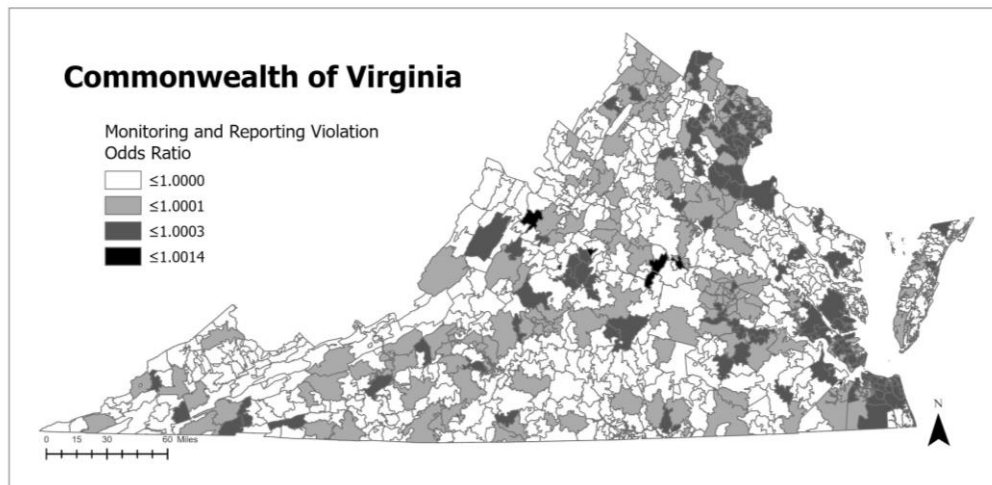 Commonwealth of Virginia
Monitoring and Reporting Violation
Odds Ratio
≤1.0000
≤1.0001
≤1.0003
≤1.0014
N
0 15 30 60 Miles